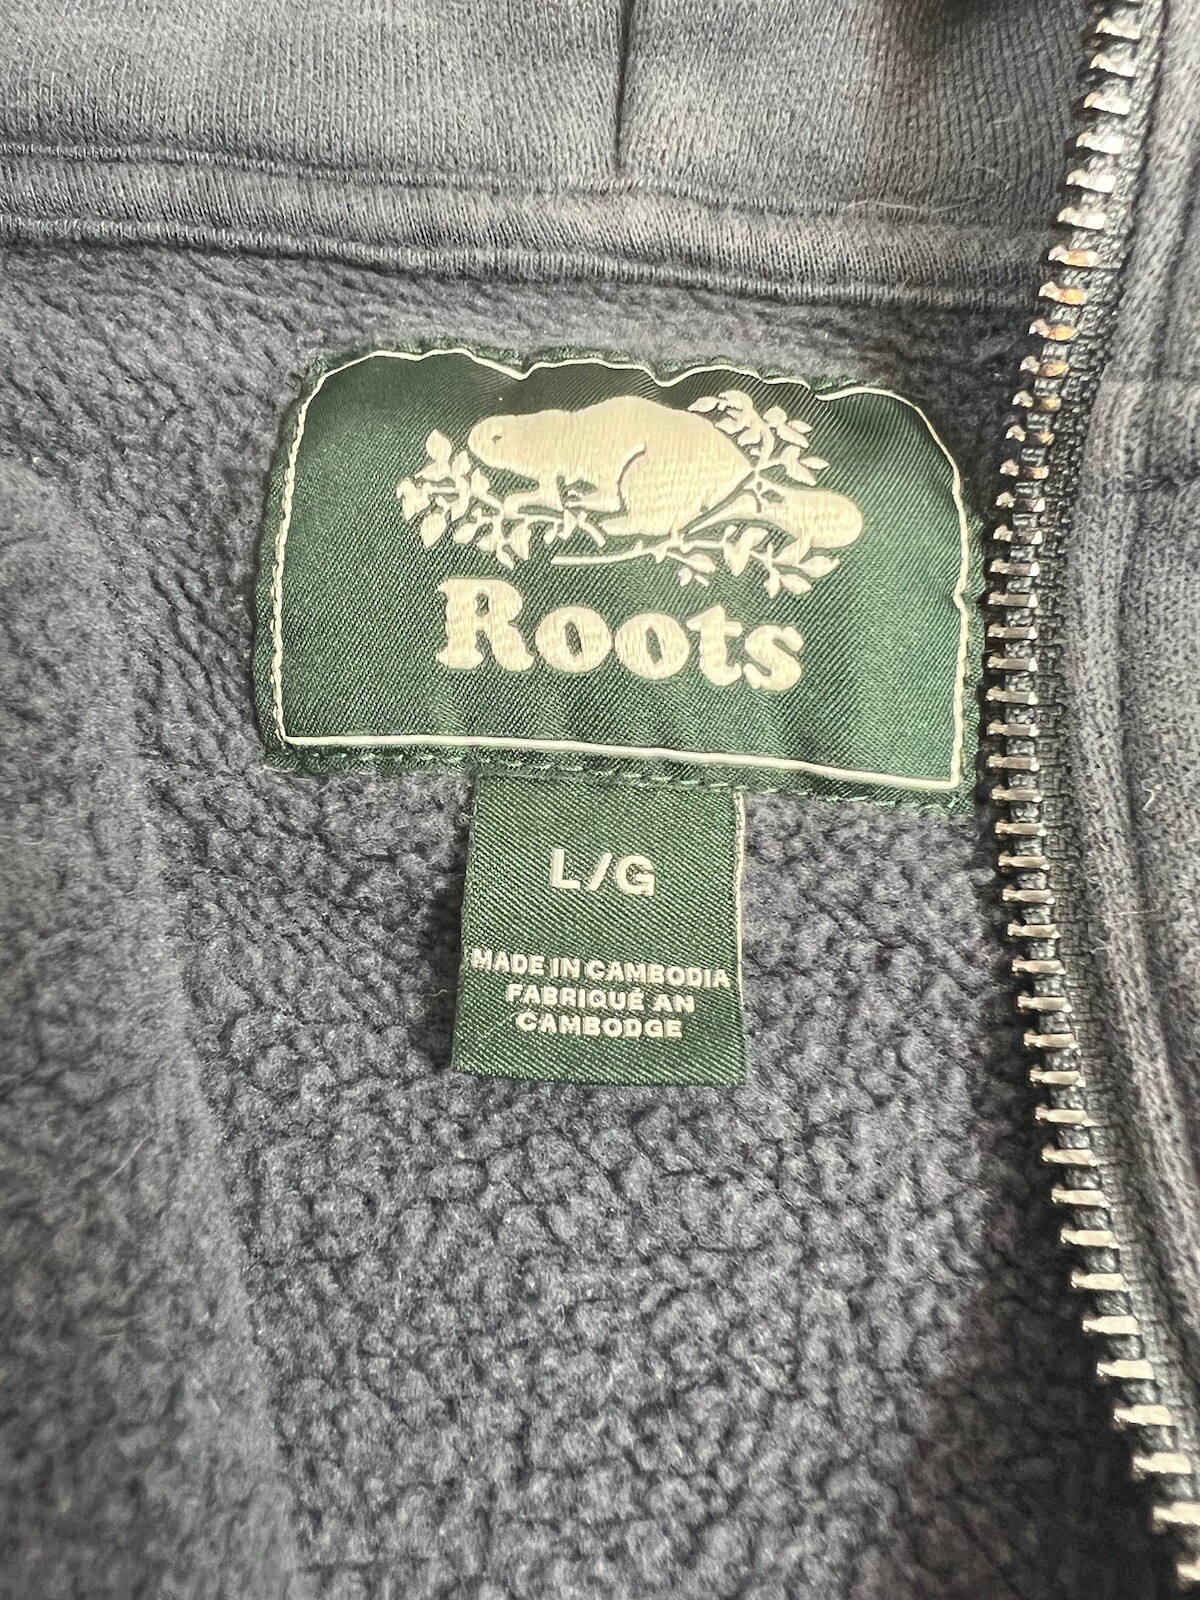 Roots
L/G
MADE IN CAMBODIA
FABRIQUÉ AN
CAMBODGE